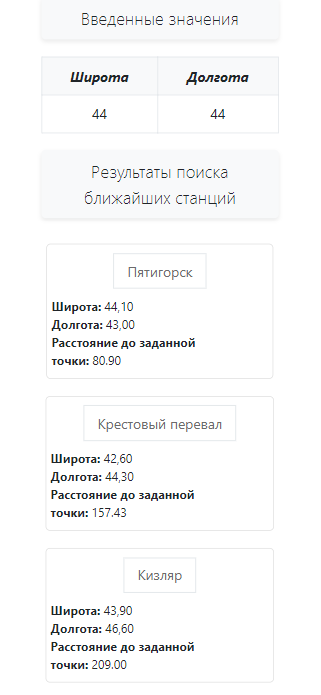 Введенные значения
Широта Долгота
44 44
Результаты поиска
ближайших станций
Пятигорск
Широта: 44,10
Долгота: 43,00
Расстояние до заданной
точки: 80.90
Крестовый перевал
Широта: 42,60
Долгота: 44,30
Расстояние до заданной
точки: 157.43
Кизляр
Широта: 43,90
Долгота: 46,60
Расстояние до заданной
точки: 209.00